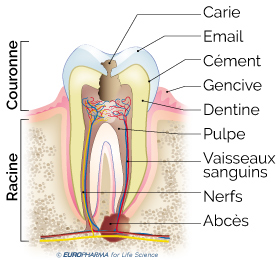 Carie
Email
Cément
Gencive
Dentine
Pulpe
Vaisseaux
sanguins
Nerfs
Abcès
Couronne
Racine
© EUROPHARMA for Life Science